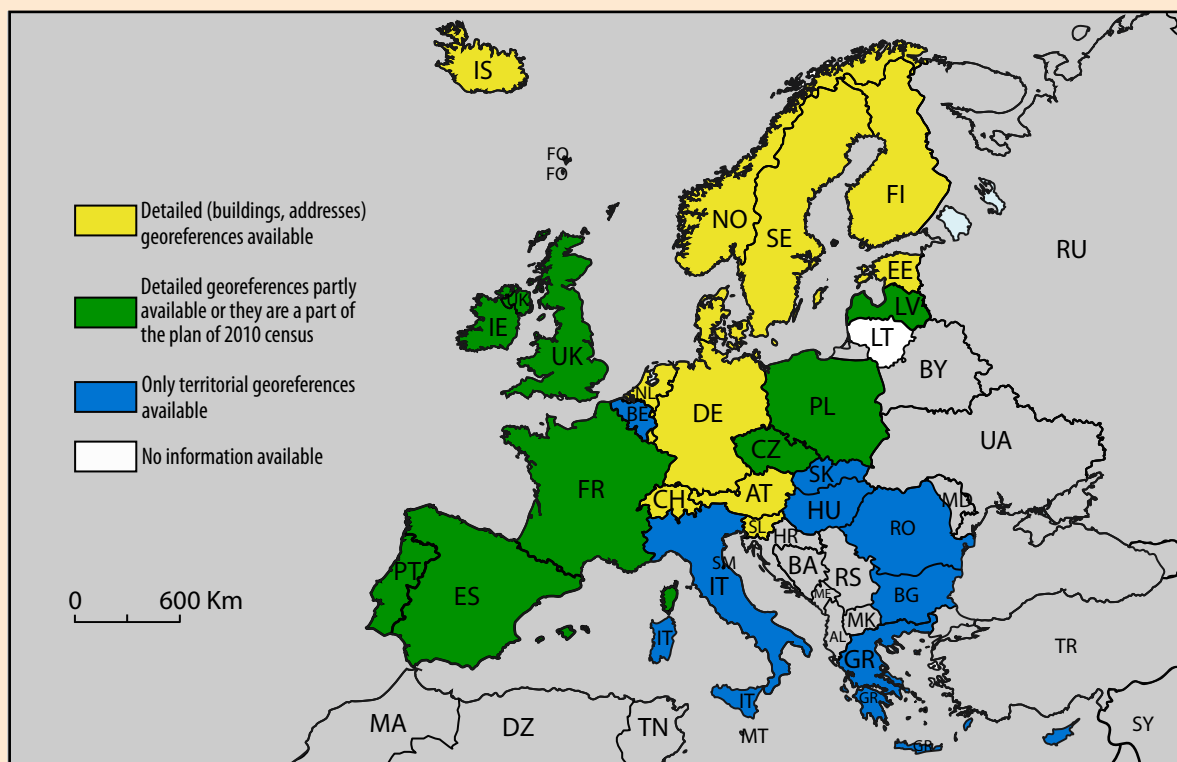 IS
FO
FO
Detailed (buildings, addresses)
georeferences available
Detailed georeferences partly
available or they are a part of
the plan of 2010 census
Only territorial georeferences
available
No information available
0 600 Km
NO
SE
FI
RU
EE
LV
LT
BY
UK
IE
UK
NL
BE
DE
PL
UA
CZ
SK
FR
CH
AT
HU
MD
SL
HR
RO
BA
RS
SM
IT
ME
BG
PT
ES
MK
AL
IT
GR
TR
IT
GR
MA
DZ
TN
MT
GR
SY